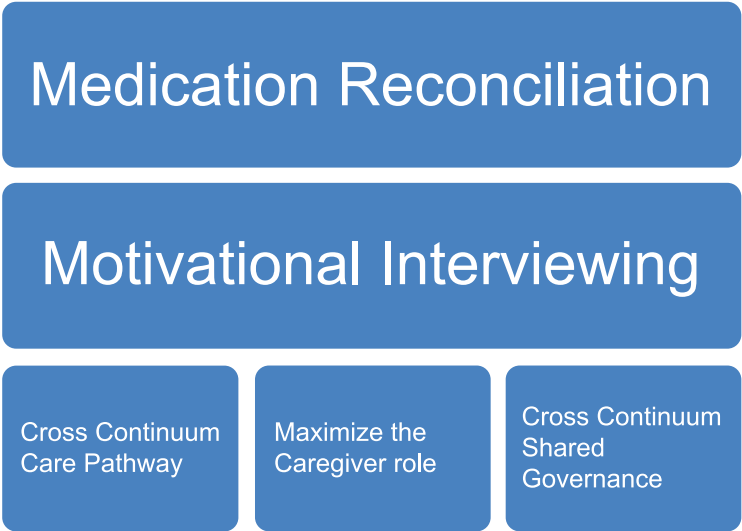 Medication Reconciliation
Motivational Interviewing
Cross Continuum
Care Pathway
Maximize the
Caregiver role
Cross Continuum
Shared
Governance